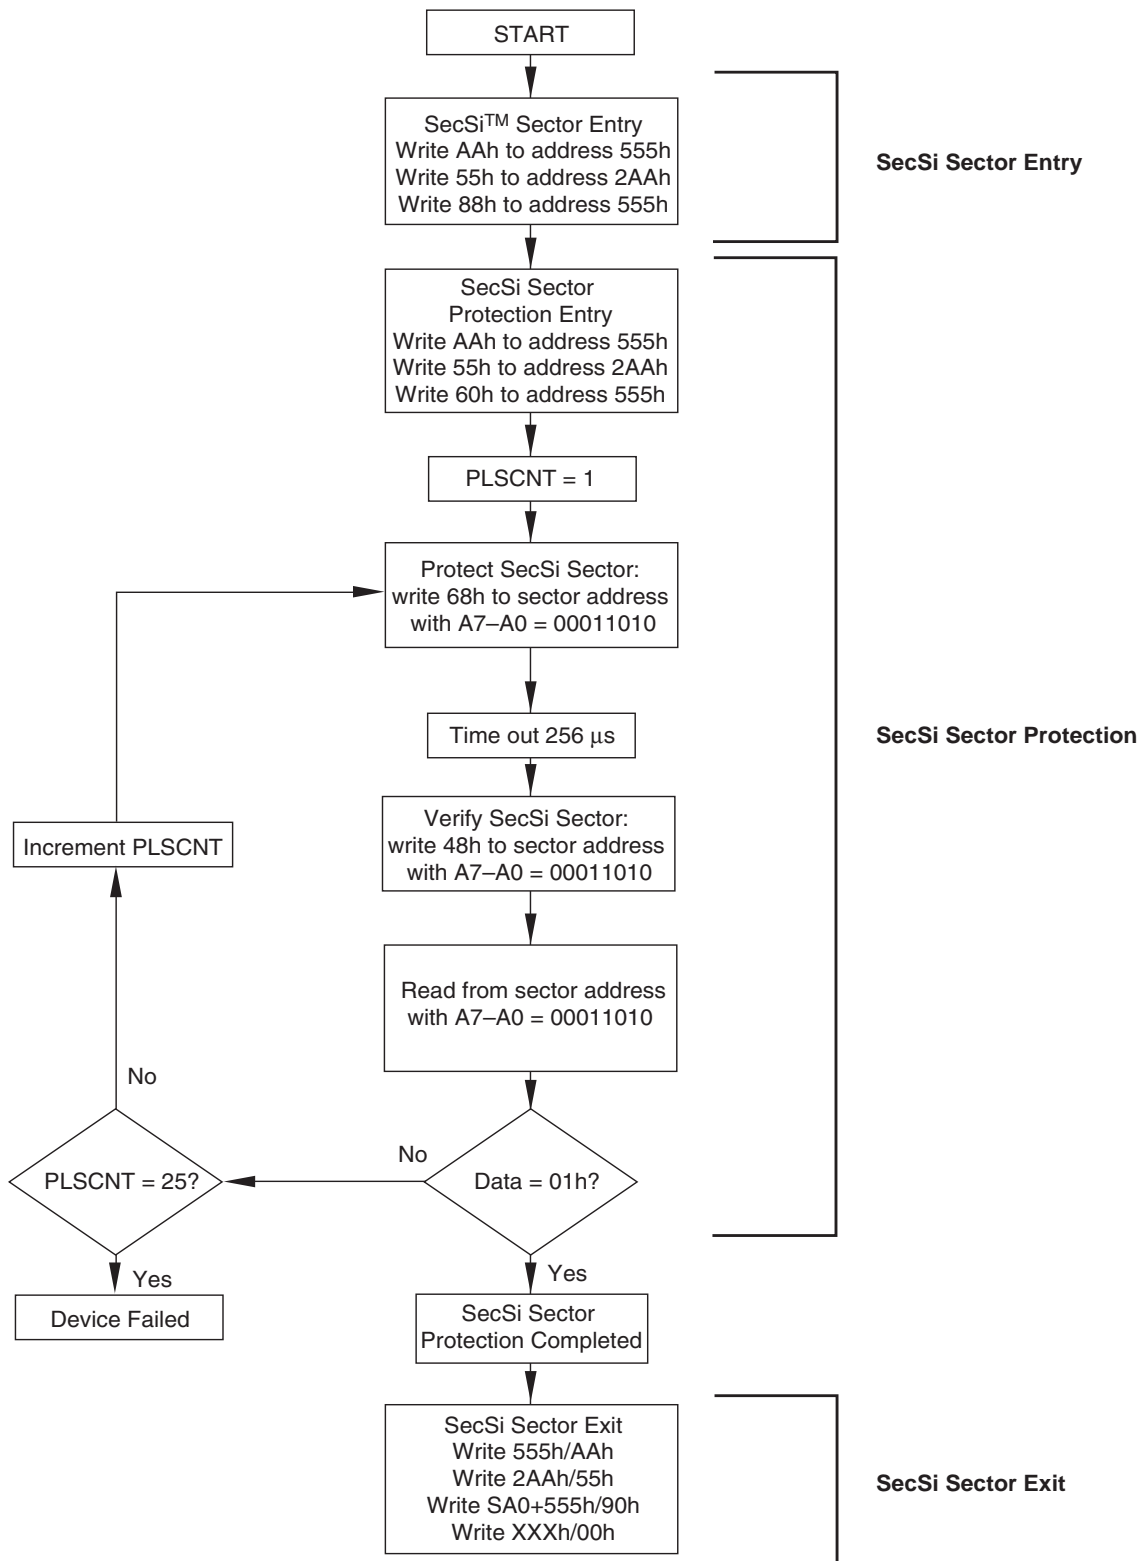 START
SecSi™ Sector Entry
Write AAh to address 555h
Write 55h to address 2AAh
Write 88h to address 555h
SecSi Sector Entry
SecSi Sector
Protection Entry
Write AAh to address 555h
Write 55h to address 2AAh
Write 60h to address 555h
PLSCNT = 1
Protect SecSi Sector:
write 68h to sector address
with A7–A0 = 00011010
Time out 256 μs
SecSi Sector Protection
Verify SecSi Sector:
write 48h to sector address
with A7–A0 = 00011010
Increment PLSCNT
Read from sector address
with A7–A0 = 00011010
No
No
PLSCNT = 25?
Data = 01h?
Yes
Yes
Device Failed
SecSi Sector
Protection Completed
SecSi Sector Exit
Write 555h/AAh
Write 2AAh/55h
Write SA0+555h/90h
Write XXXh/00h
SecSi Sector Exit